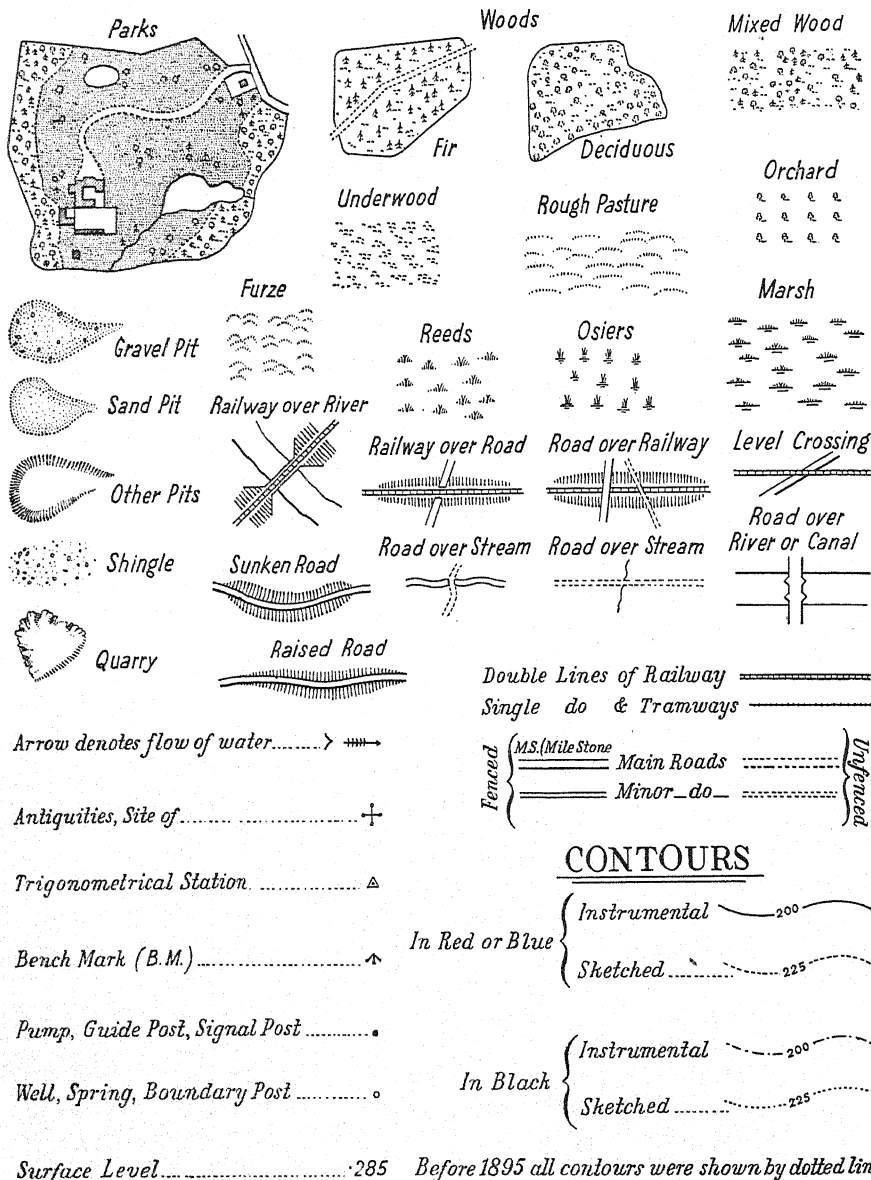 Parks
Woods
Mixed Wood
Fir
Deciduous
Orchard
Underwood
Rough Pasture
Furze
Marsh
Gravel Pit
Reeds
Osiers
Sand Pit
Railway over River
Railway over Road
Road over Railway
Level Crossing
Other Pits
Road over
River or Canal
Shingle
Sunken Road
Road over Stream
Road over Stream
Quarry
Raised Road
Double Lines of Railway
Single do & Tramways
Arrow denotes flow of water
Fenced
M.S.(Mile Stone
Main Roads
Minor do
Unfenced
Antiquities, Site of
Trigonometrical Station
Bench Mark (B.M.)
Pump, Guide Post, Signal Post
Well, Spring, Boundary Post
Surface Level ·285
CONTOURS
In Red or Blue
Instrumental 200
Sketched 225
In Black
Instrumental 200
Sketched 225
Before 1895 all contours were shown by dotted lin